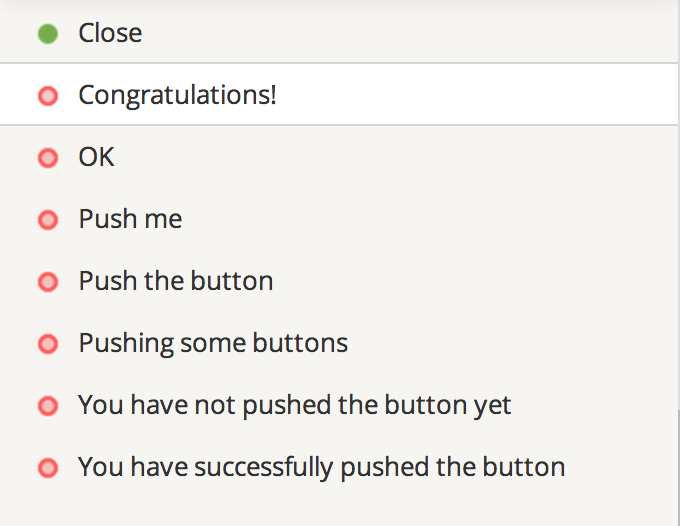 Close
Congratulations!
OK
Push me
Push the button
Pushing some buttons
You have not pushed the button yet
You have successfully pushed the button